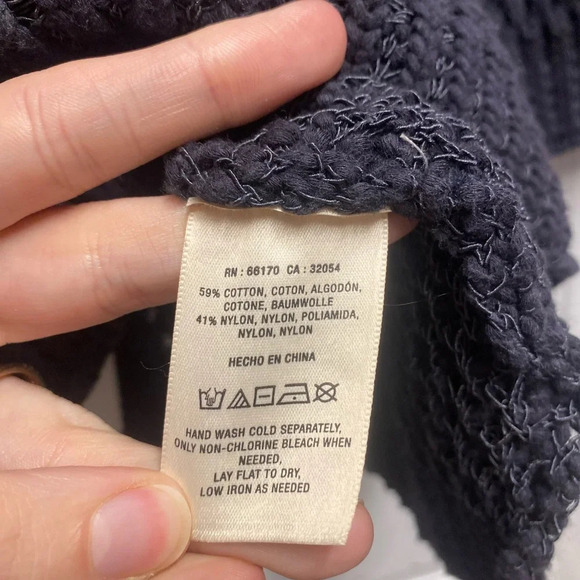 RN : 66170 CA : 32054
59% COTTON, COTON, ALGODÓN,
COTONE, BAUMWOLLE
41% NYLON, NYLON, POLIAMIDA,
NYLON, NYLON
HECHO EN CHINA
HAND WASH COLD SEPARATELY,
ONLY NON-CHLORINE BLEACH WHEN
NEEDED,
LAY FLAT TO DRY,
LOW IRON AS NEEDED